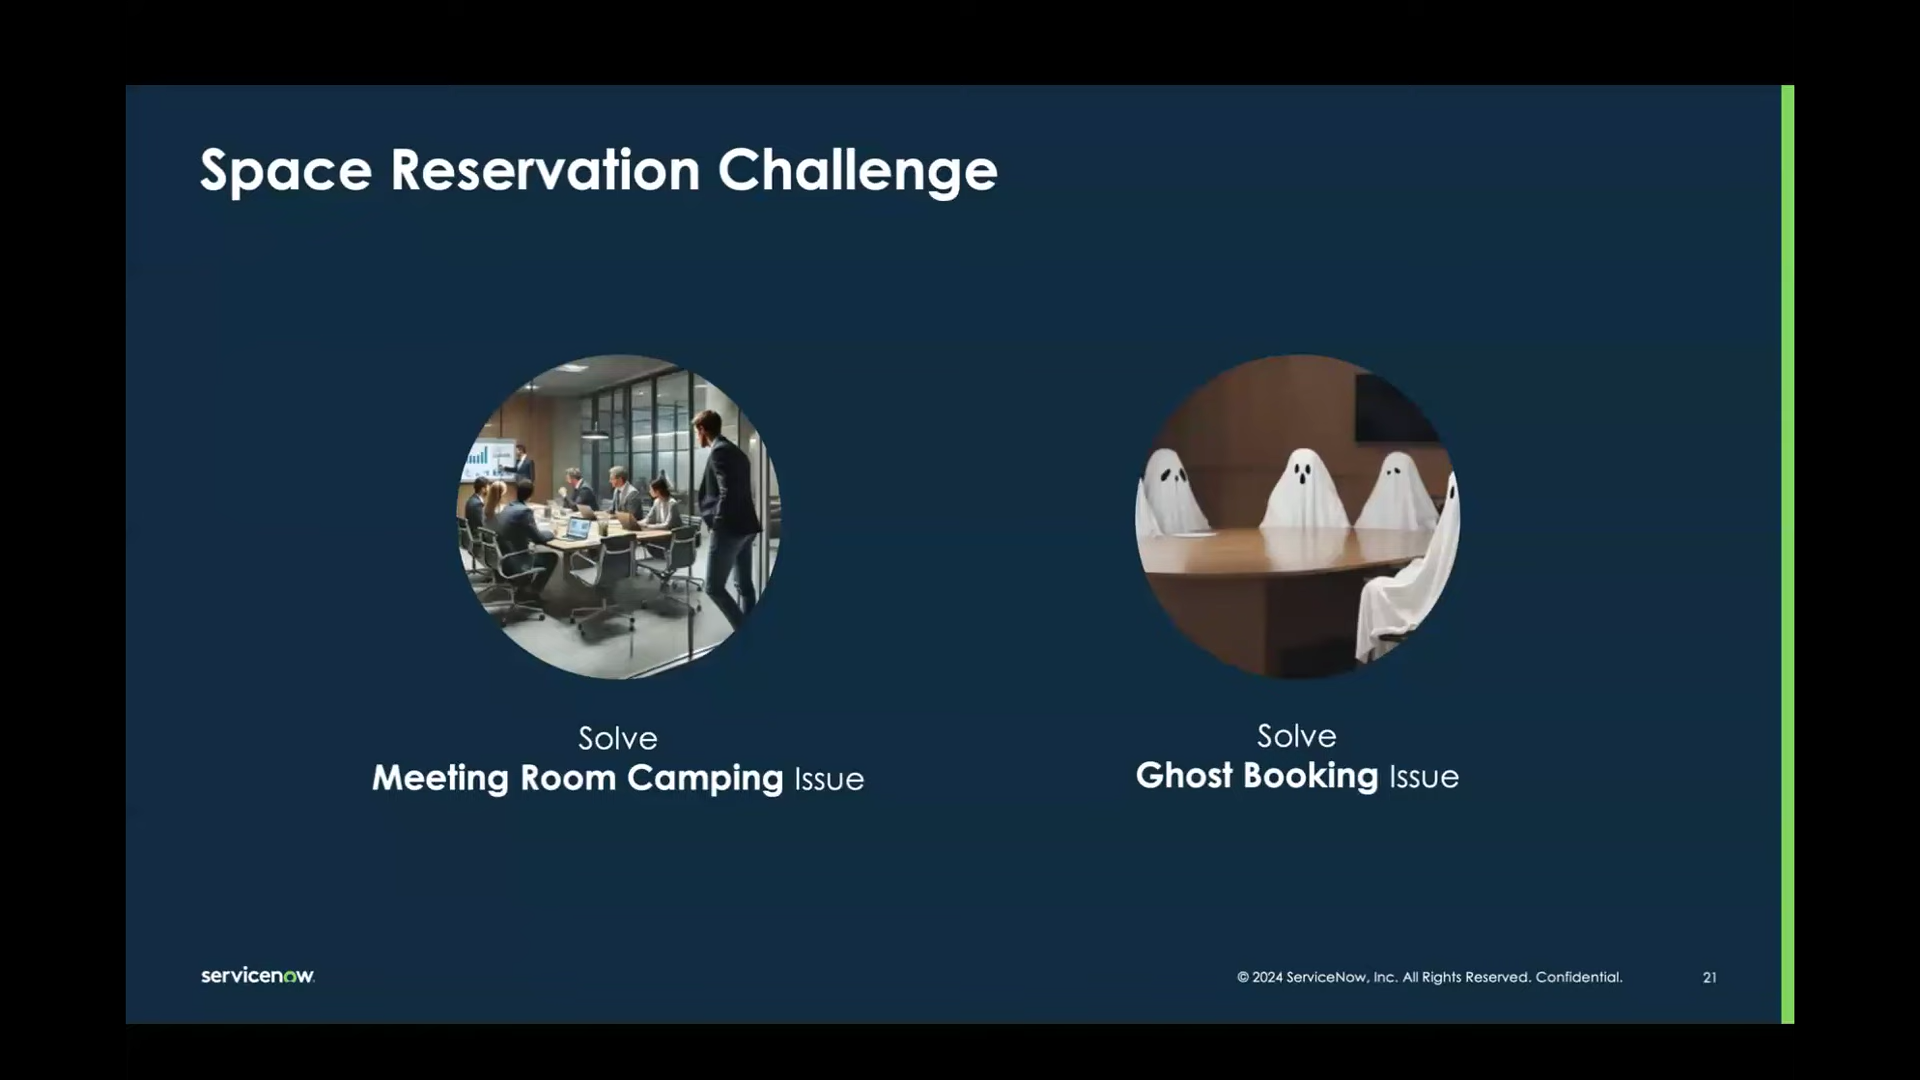 Space Reservation Challenge
Solve
Meeting Room Camping Issue
Solve
Ghost Booking Issue
servicenow
© 2024 ServiceNow, Inc. All Rights Reserved. Confidential.
21